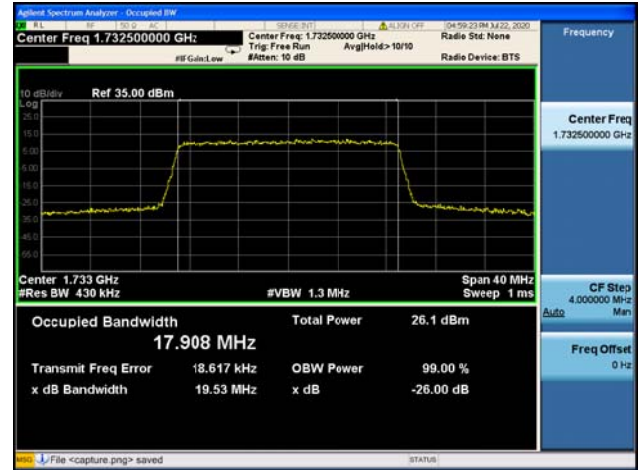 Agilent Spectrum Analyzer - Occupied BW
RL RF 50 Ω AC SENSE:INT ALIGN OFF 04:59:23 PM Jul 22, 2020
Center Freq 1.732500000 GHz
Center Freq: 1.732500000 GHz
Radio Std: None
Trig: Free Run Avg|Hold:> 10/10
#IFGain:Low
#Atten: 10 dB
Radio Device: BTS
Frequency
10 dB/div Ref 35.00 dBm
Log
25.0
15.0
5.00
-5.00
-15.0
-25.0
-35.0
-45.0
-55.0
Center Freq
1.732500000 GHz
Center 1.733 GHz
Span 40 MHz
#Res BW 430 kHz
#VBW 1.3 MHz
Sweep 1 ms
CF Step
4.000000 MHz
Auto Man
Occupied Bandwidth
17.908 MHz
Total Power 26.1 dBm
Transmit Freq Error 18.617 kHz
OBW Power 99.00 %
x dB Bandwidth 19.53 MHz
x dB -26.00 dB
Freq Offset
0 Hz
MSG File <capture.png> saved
STATUS